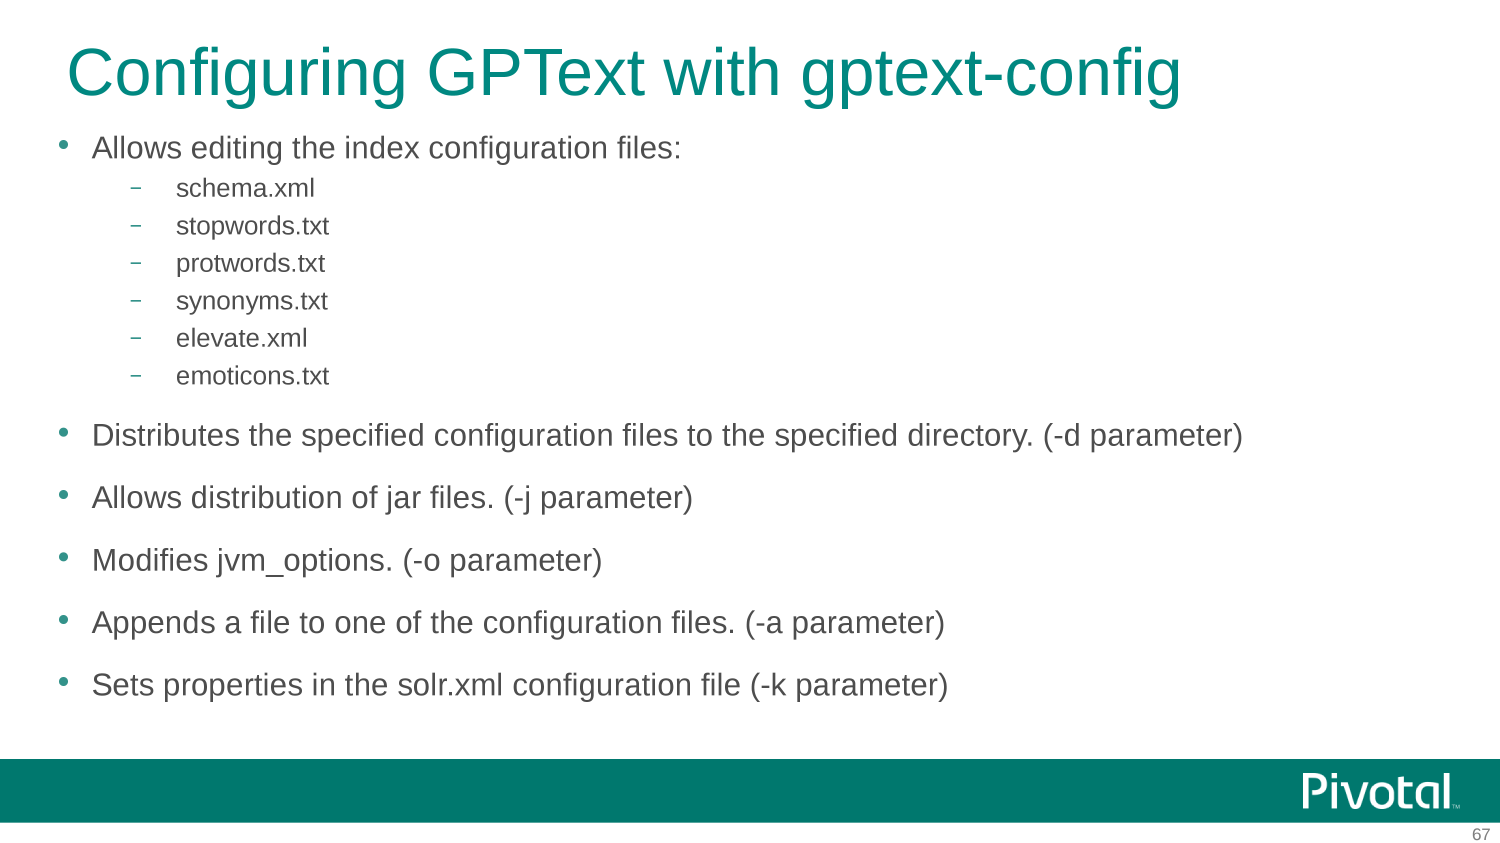 Configuring GPText with gptext-config
• Allows editing the index configuration files:
– schema.xml
– stopwords.txt
– protwords.txt
– synonyms.txt
– elevate.xml
– emoticons.txt
• Distributes the specified configuration files to the specified directory. (-d parameter)
• Allows distribution of jar files. (-j parameter)
• Modifies jvm_options. (-o parameter)
• Appends a file to one of the configuration files. (-a parameter)
• Sets properties in the solr.xml configuration file (-k parameter)
Pivotal™
67